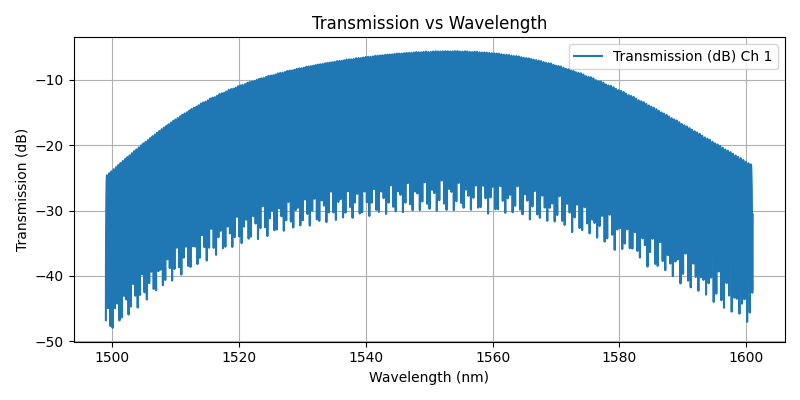 Transmission vs Wavelength
Transmission (dB) Ch 1
Transmission (dB)
−10
−20
−30
−40
−50
1500 1520 1540 1560 1580 1600
Wavelength (nm)